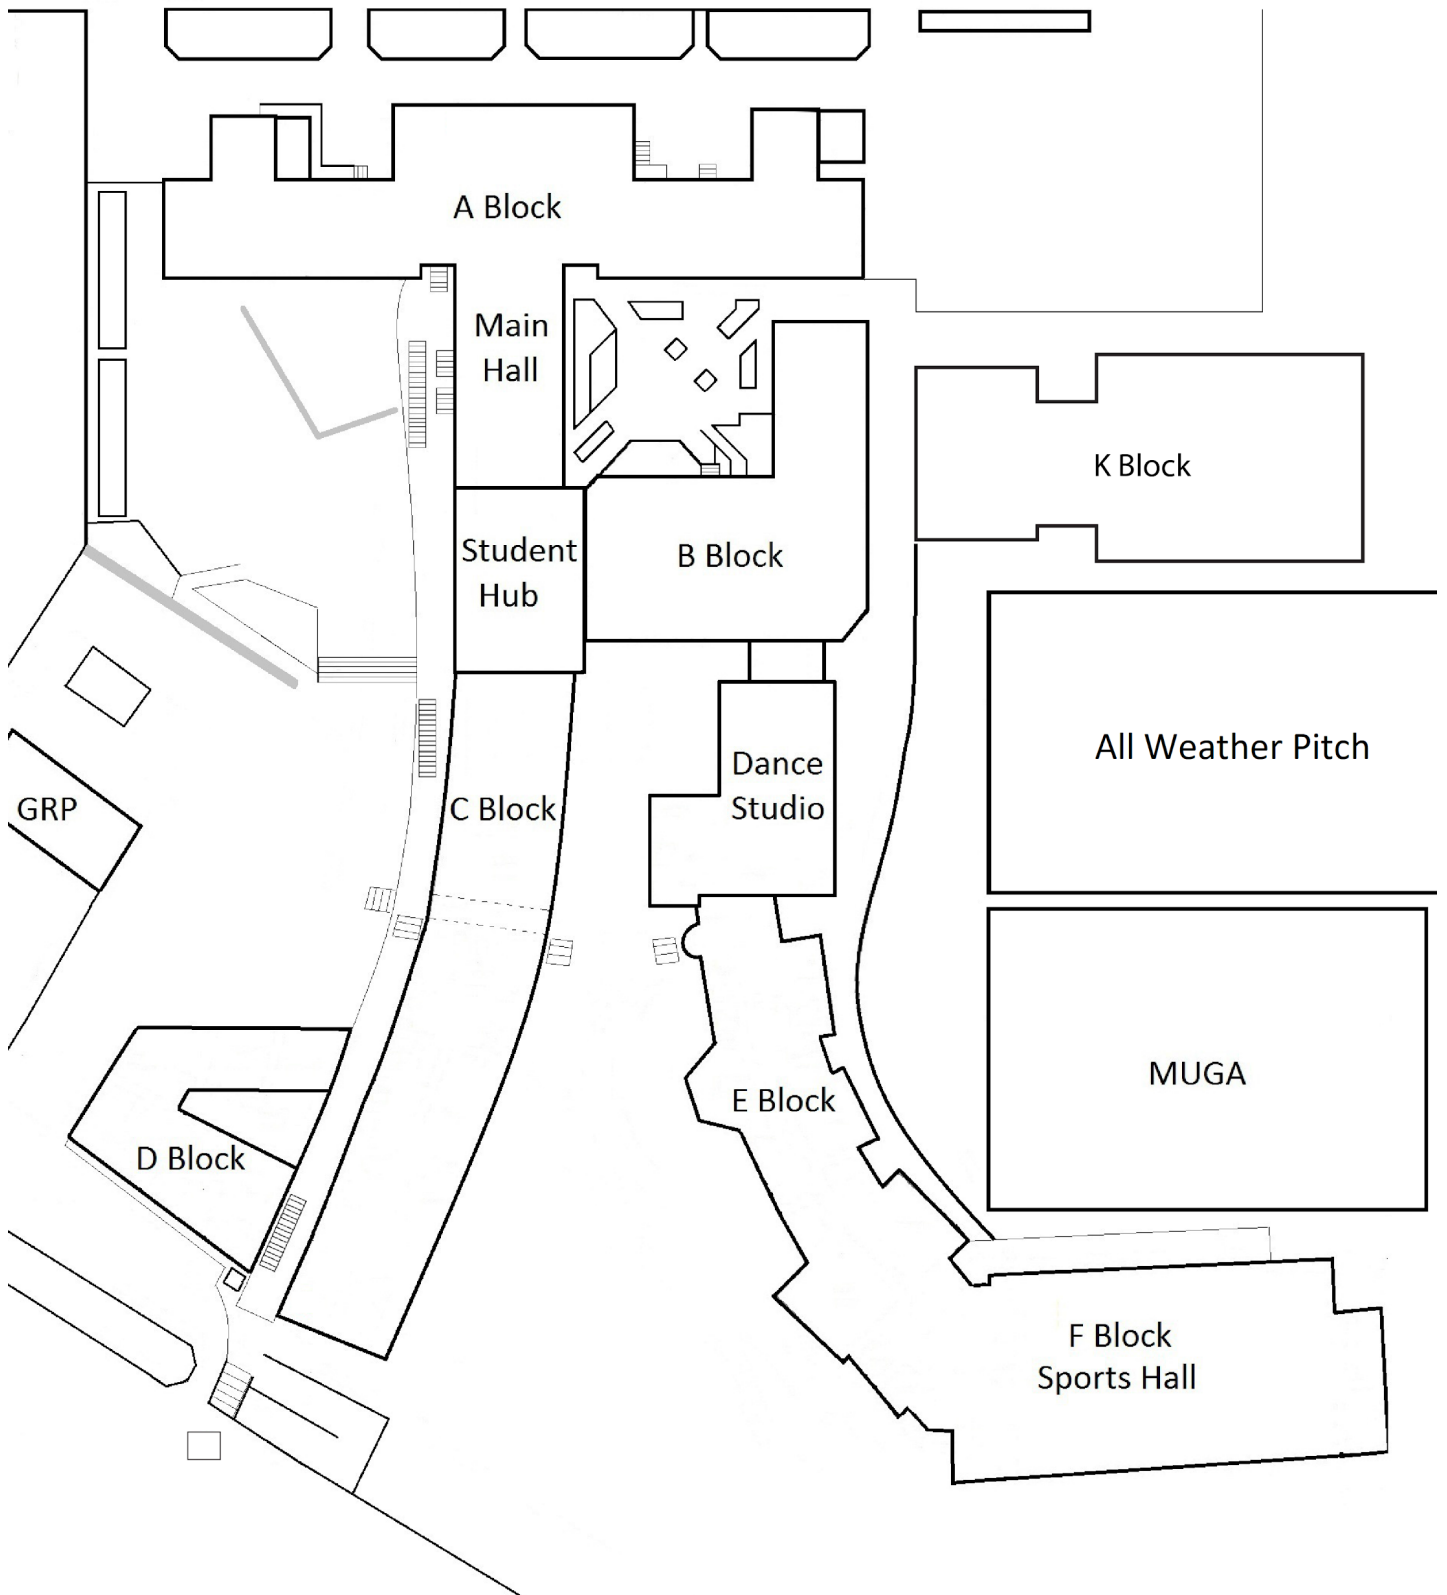 A Block
Main
Hall
K Block
Student
Hub
B Block
All Weather Pitch
Dance
Studio
GRP
C Block
MUGA
E Block
D Block
F Block
Sports Hall